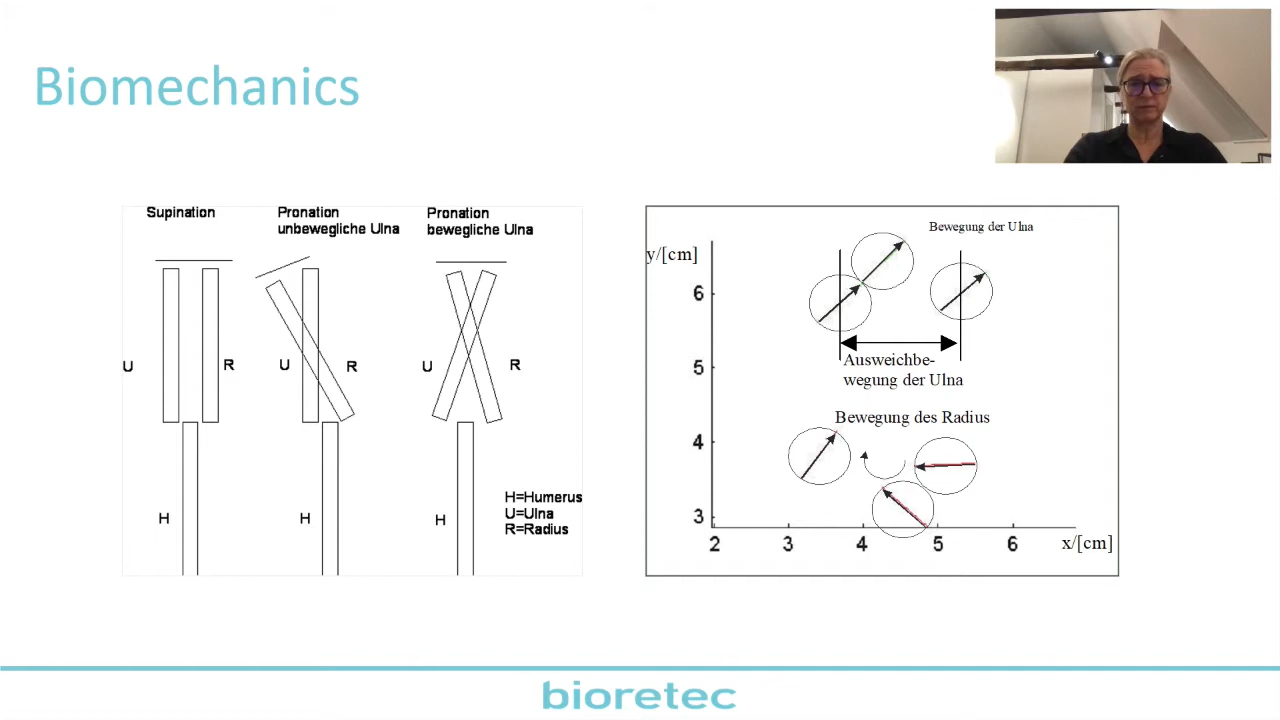 Biomechanics
Supination
Pronation
unbewegliche Ulna
Pronation
bewegliche Ulna
U
R
U
R
U
R
H
H
H
H=Humerus
U=Ulna
R=Radius
Bewegung der Ulna
y/[cm]
6
5
4
3
Ausweichbe-
wegung der Ulna
Bewegung des Radius
2 3 4 5 6 x/[cm]
bioretec